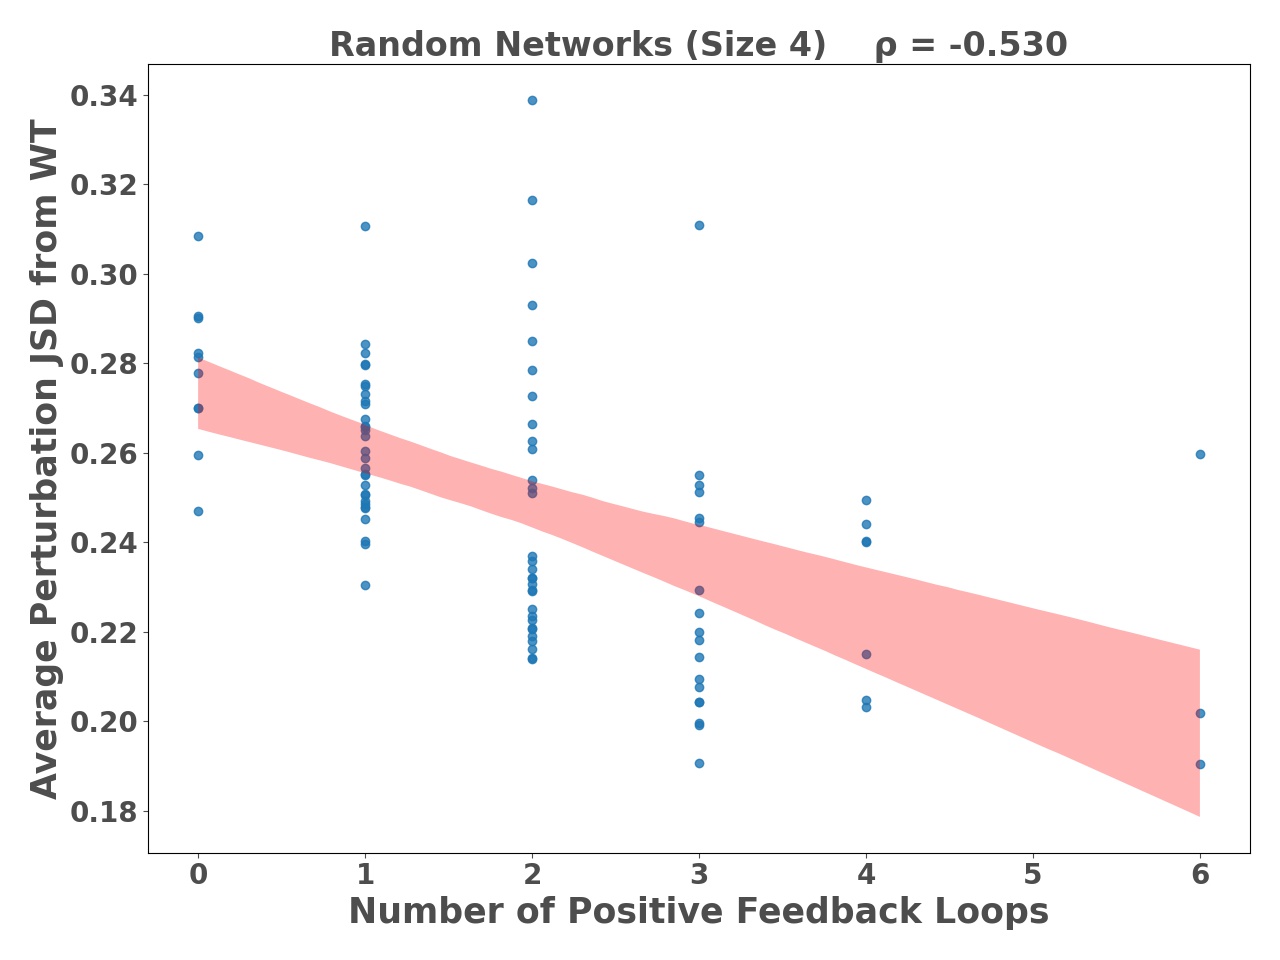 Random Networks (Size 4) ρ = -0.530
Average Perturbation JSD from WT
0.34
0.32
0.30
0.28
0.26
0.24
0.22
0.20
0.18
0 1 2 3 4 5 6
Number of Positive Feedback Loops